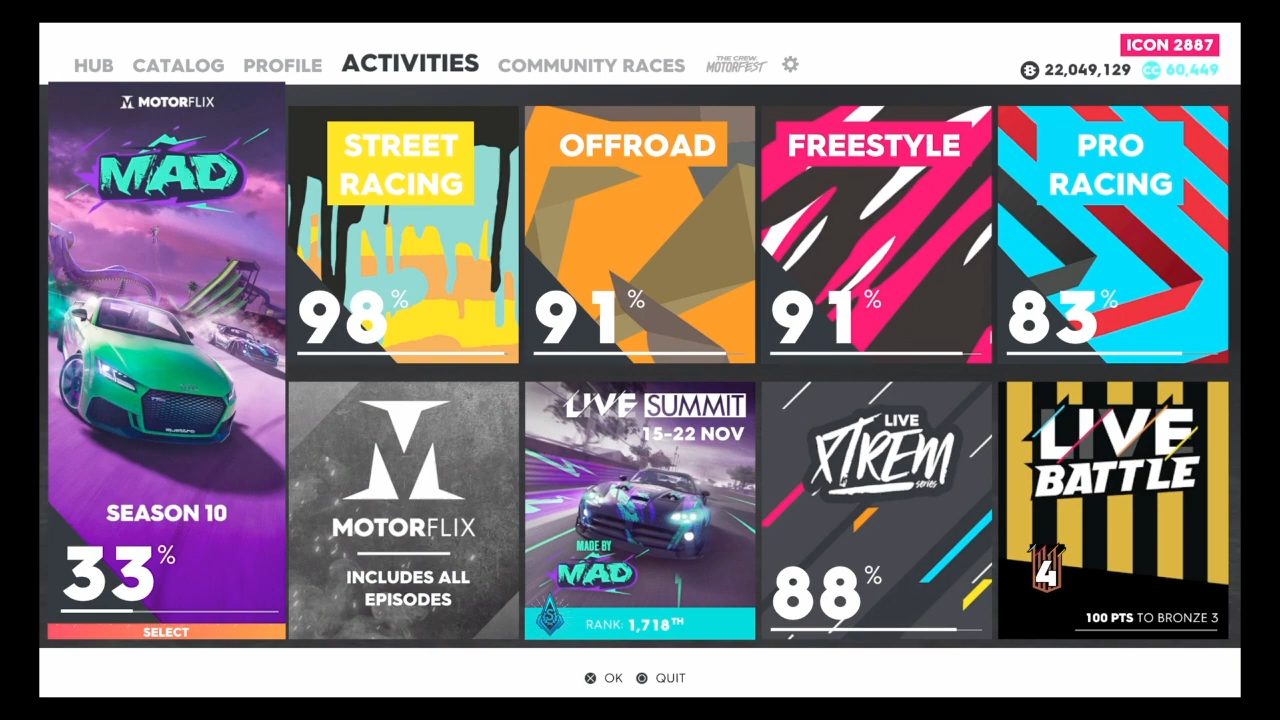 HUB CATALOG PROFILE ACTIVITIES COMMUNITY RACES THE CREW MOTORFEST
ICON 2887
B 22,049,129 CC 60,449
MOTORFLIX
MAD
SEASON 10
33%
SELECT
STREET
RACING
98%
OFFROAD
91%
FREESTYLE
91%
PRO
RACING
83%
MOTORFLIX
INCLUDES ALL
EPISODES
LIVE SUMMIT
15-22 NOV
MADE BY
MAD
RANK: 1,718TH
LIVE
XTREM
series
88%
LIVE
BATTLE
4
100 PTS TO BRONZE 3
OK QUIT